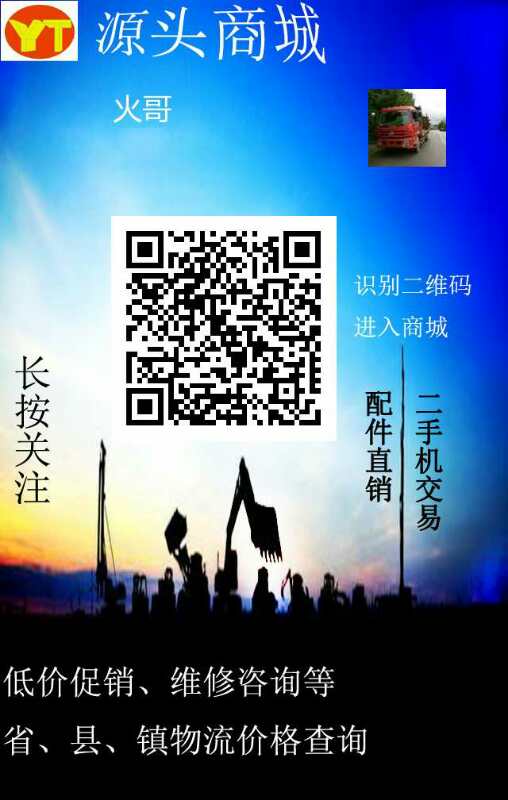 YT
源头商城
火哥
识别二维码
进入商城
长按关注
配件直销
二手机交易
低价促销、维修咨询等
省、县、镇物流价格查询